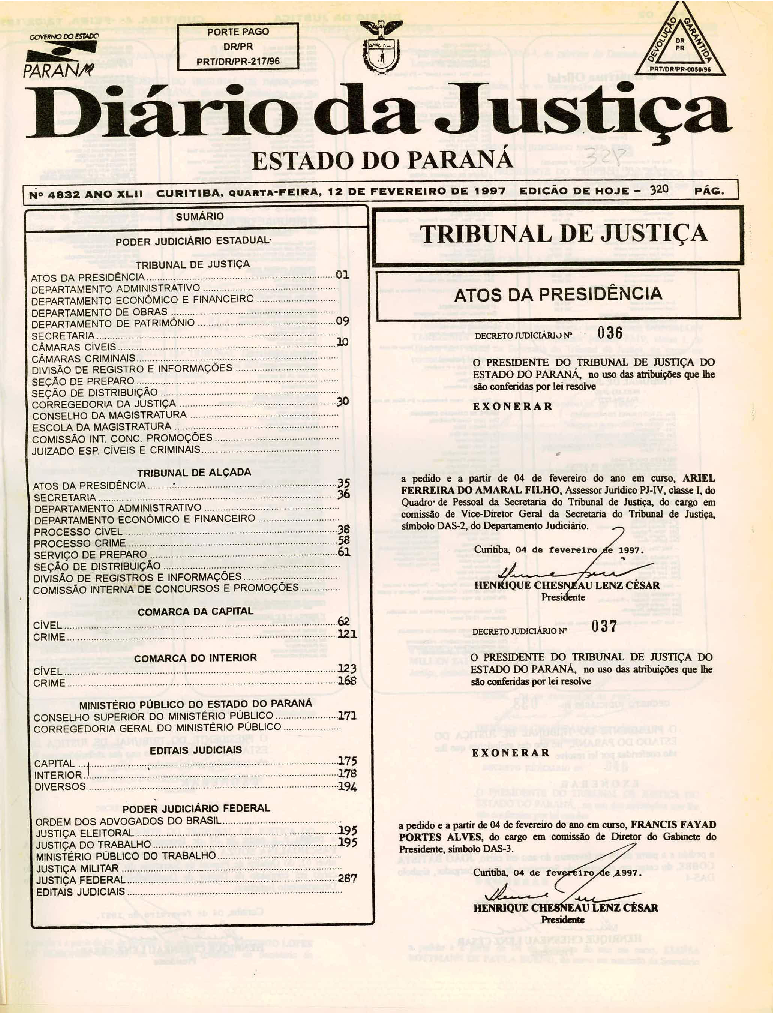 GOVERNO DO ESTADO
PARANÁ
PORTE PAGO
DR/PR
PRT/DR/PR-217/96
DEVOLUÇÃO GARANTIDA
DR
PR
PRT/DR/PR-0050/96
Diário da Justiça
ESTADO DO PARANÁ
320
Nº 4832 ANO XLII CURITIBA, QUARTA-FEIRA, 12 DE FEVEREIRO DE 1997 EDIÇÃO DE HOJE - 320 PÁG.
SUMÁRIO
PODER JUDICIÁRIO ESTADUAL
TRIBUNAL DE JUSTIÇA
ATOS DA PRESIDÊNCIA 01
DEPARTAMENTO ADMINISTRATIVO
DEPARTAMENTO ECONÔMICO E FINANCEIRO
DEPARTAMENTO DE OBRAS
DEPARTAMENTO DE PATRIMÔNIO 09
SECRETARIA
CÂMARAS CÍVEIS 10
CÂMARAS CRIMINAIS
DIVISÃO DE REGISTRO E INFORMAÇÕES
SEÇÃO DE PREPARO
SEÇÃO DE DISTRIBUIÇÃO
CORREGEDORIA DA JUSTIÇA 30
CONSELHO DA MAGISTRATURA
ESCOLA DA MAGISTRATURA
COMISSÃO INT. CONC. PROMOÇÕES
JUIZADO ESP. CÍVEIS E CRIMINAIS
TRIBUNAL DE ALÇADA
ATOS DA PRESIDÊNCIA 35
SECRETARIA 36
DEPARTAMENTO ADMINISTRATIVO
DEPARTAMENTO ECONÔMICO E FINANCEIRO
PROCESSO CÍVEL 38
PROCESSO CRIME 58
SERVIÇO DE PREPARO 61
SEÇÃO DE DISTRIBUIÇÃO
DIVISÃO DE REGISTROS E INFORMAÇÕES
COMISSÃO INTERNA DE CONCURSOS E PROMOÇÕES
COMARCA DA CAPITAL
CÍVEL 62
CRIME 121
COMARCA DO INTERIOR
CÍVEL 123
CRIME 168
MINISTÉRIO PÚBLICO DO ESTADO DO PARANÁ
CONSELHO SUPERIOR DO MINISTÉRIO PÚBLICO 171
CORREGEDORIA GERAL DO MINISTÉRIO PÚBLICO
EDITAIS JUDICIAIS
CAPITAL 175
INTERIOR 178
DIVERSOS 194
PODER JUDICIÁRIO FEDERAL
ORDEM DOS ADVOGADOS DO BRASIL
JUSTIÇA ELEITORAL 195
JUSTIÇA DO TRABALHO 195
MINISTÉRIO PÚBLICO DO TRABALHO
JUSTIÇA MILITAR
JUSTIÇA FEDERAL 287
EDITAIS JUDICIAIS
TRIBUNAL DE JUSTIÇA
ATOS DA PRESIDÊNCIA
DECRETO JUDICIÁRIO Nº 036
O PRESIDENTE DO TRIBUNAL DE JUSTIÇA DO
ESTADO DO PARANÁ, no uso das atribuições que lhe
são conferidas por lei resolve
EXONERAR
a pedido e a partir de 04 de fevereiro do ano em curso, ARIEL
FERREIRA DO AMARAL FILHO, Assessor Jurídico PJ-IV, classe I, do
Quadro de Pessoal da Secretaria do Tribunal de Justiça, do cargo em
comissão de Vice-Diretor Geral da Secretaria do Tribunal de Justiça,
símbolo DAS-2, do Departamento Judiciário.
Curitiba, 04 de fevereiro de 1997.
HENRIQUE CHESNEAU LENZ CÉSAR
Presidente
DECRETO JUDICIÁRIO Nº 037
O PRESIDENTE DO TRIBUNAL DE JUSTIÇA DO
ESTADO DO PARANÁ, no uso das atribuições que lhe
são conferidas por lei resolve
EXONERAR
a pedido e a partir de 04 de fevereiro do ano em curso, FRANCIS FAYAD
PORTES ALVES, do cargo em comissão de Diretor do Gabinete do
Presidente, símbolo DAS-3.
Curitiba, 04 de fevereiro de 1997.
HENRIQUE CHESNEAU LENZ CÉSAR
Presidente